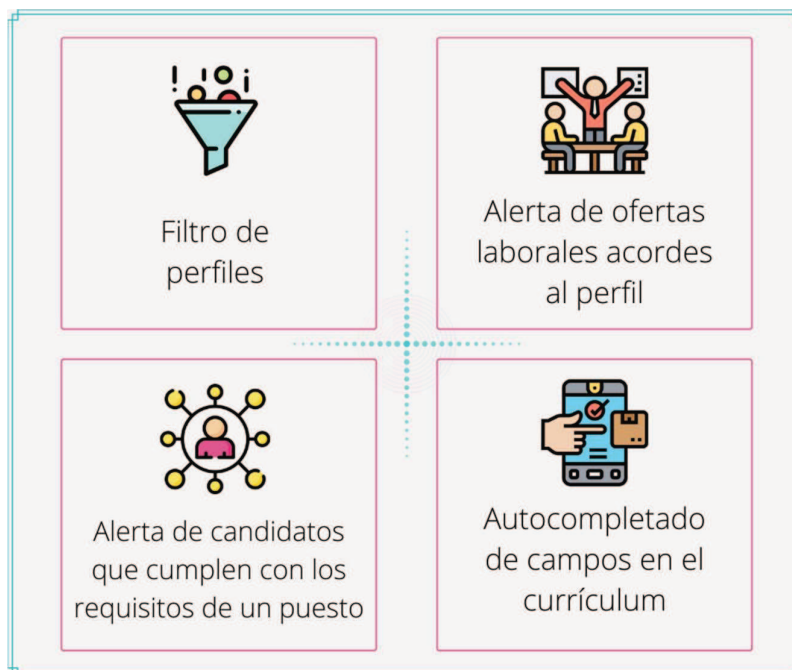 Filtro de
perfiles
Alerta de ofertas
laborales acordes
al perfil
Alerta de candidatos
que cumplen con los
requisitos de un puesto
Autocompletado
de campos en el
currículum